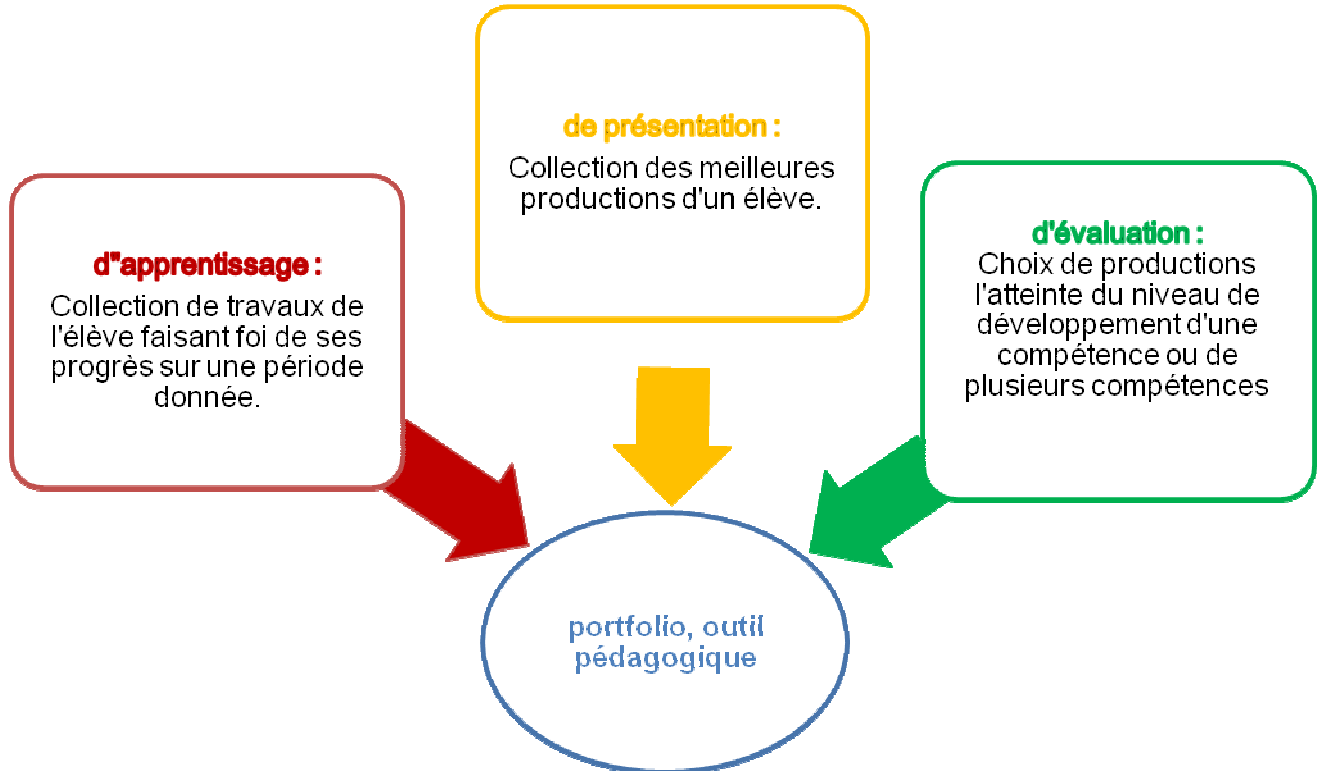 d"apprentissage :
Collection de travaux de
l'élève faisant foi de ses
progrès sur une période
donnée.
de présentation :
Collection des meilleures
productions d'un élève.
d'évaluation :
Choix de productions
l'atteinte du niveau de
développement d'une
compétence ou de
plusieurs compétences
portfolio, outil
pédagogique